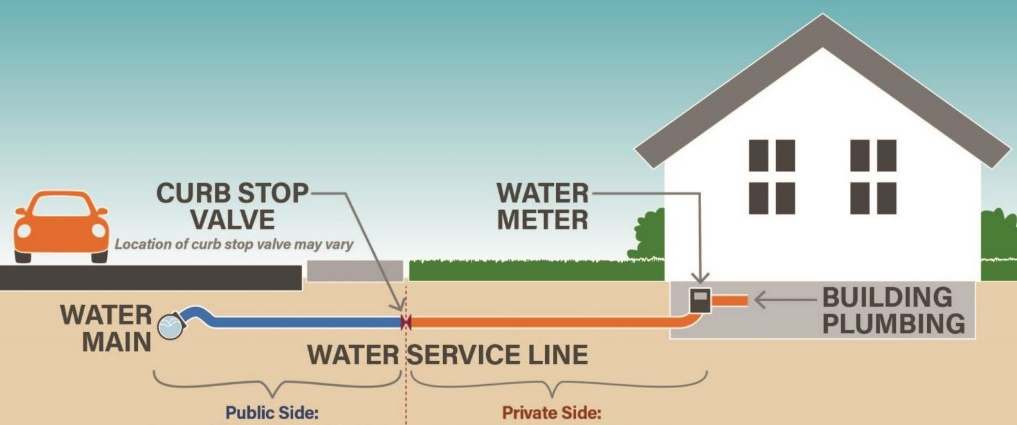 CURB STOP
VALVE
Location of curb stop valve may vary
WATER
METER
WATER
MAIN
BUILDING
PLUMBING
WATER SERVICE LINE
Public Side:
Private Side: